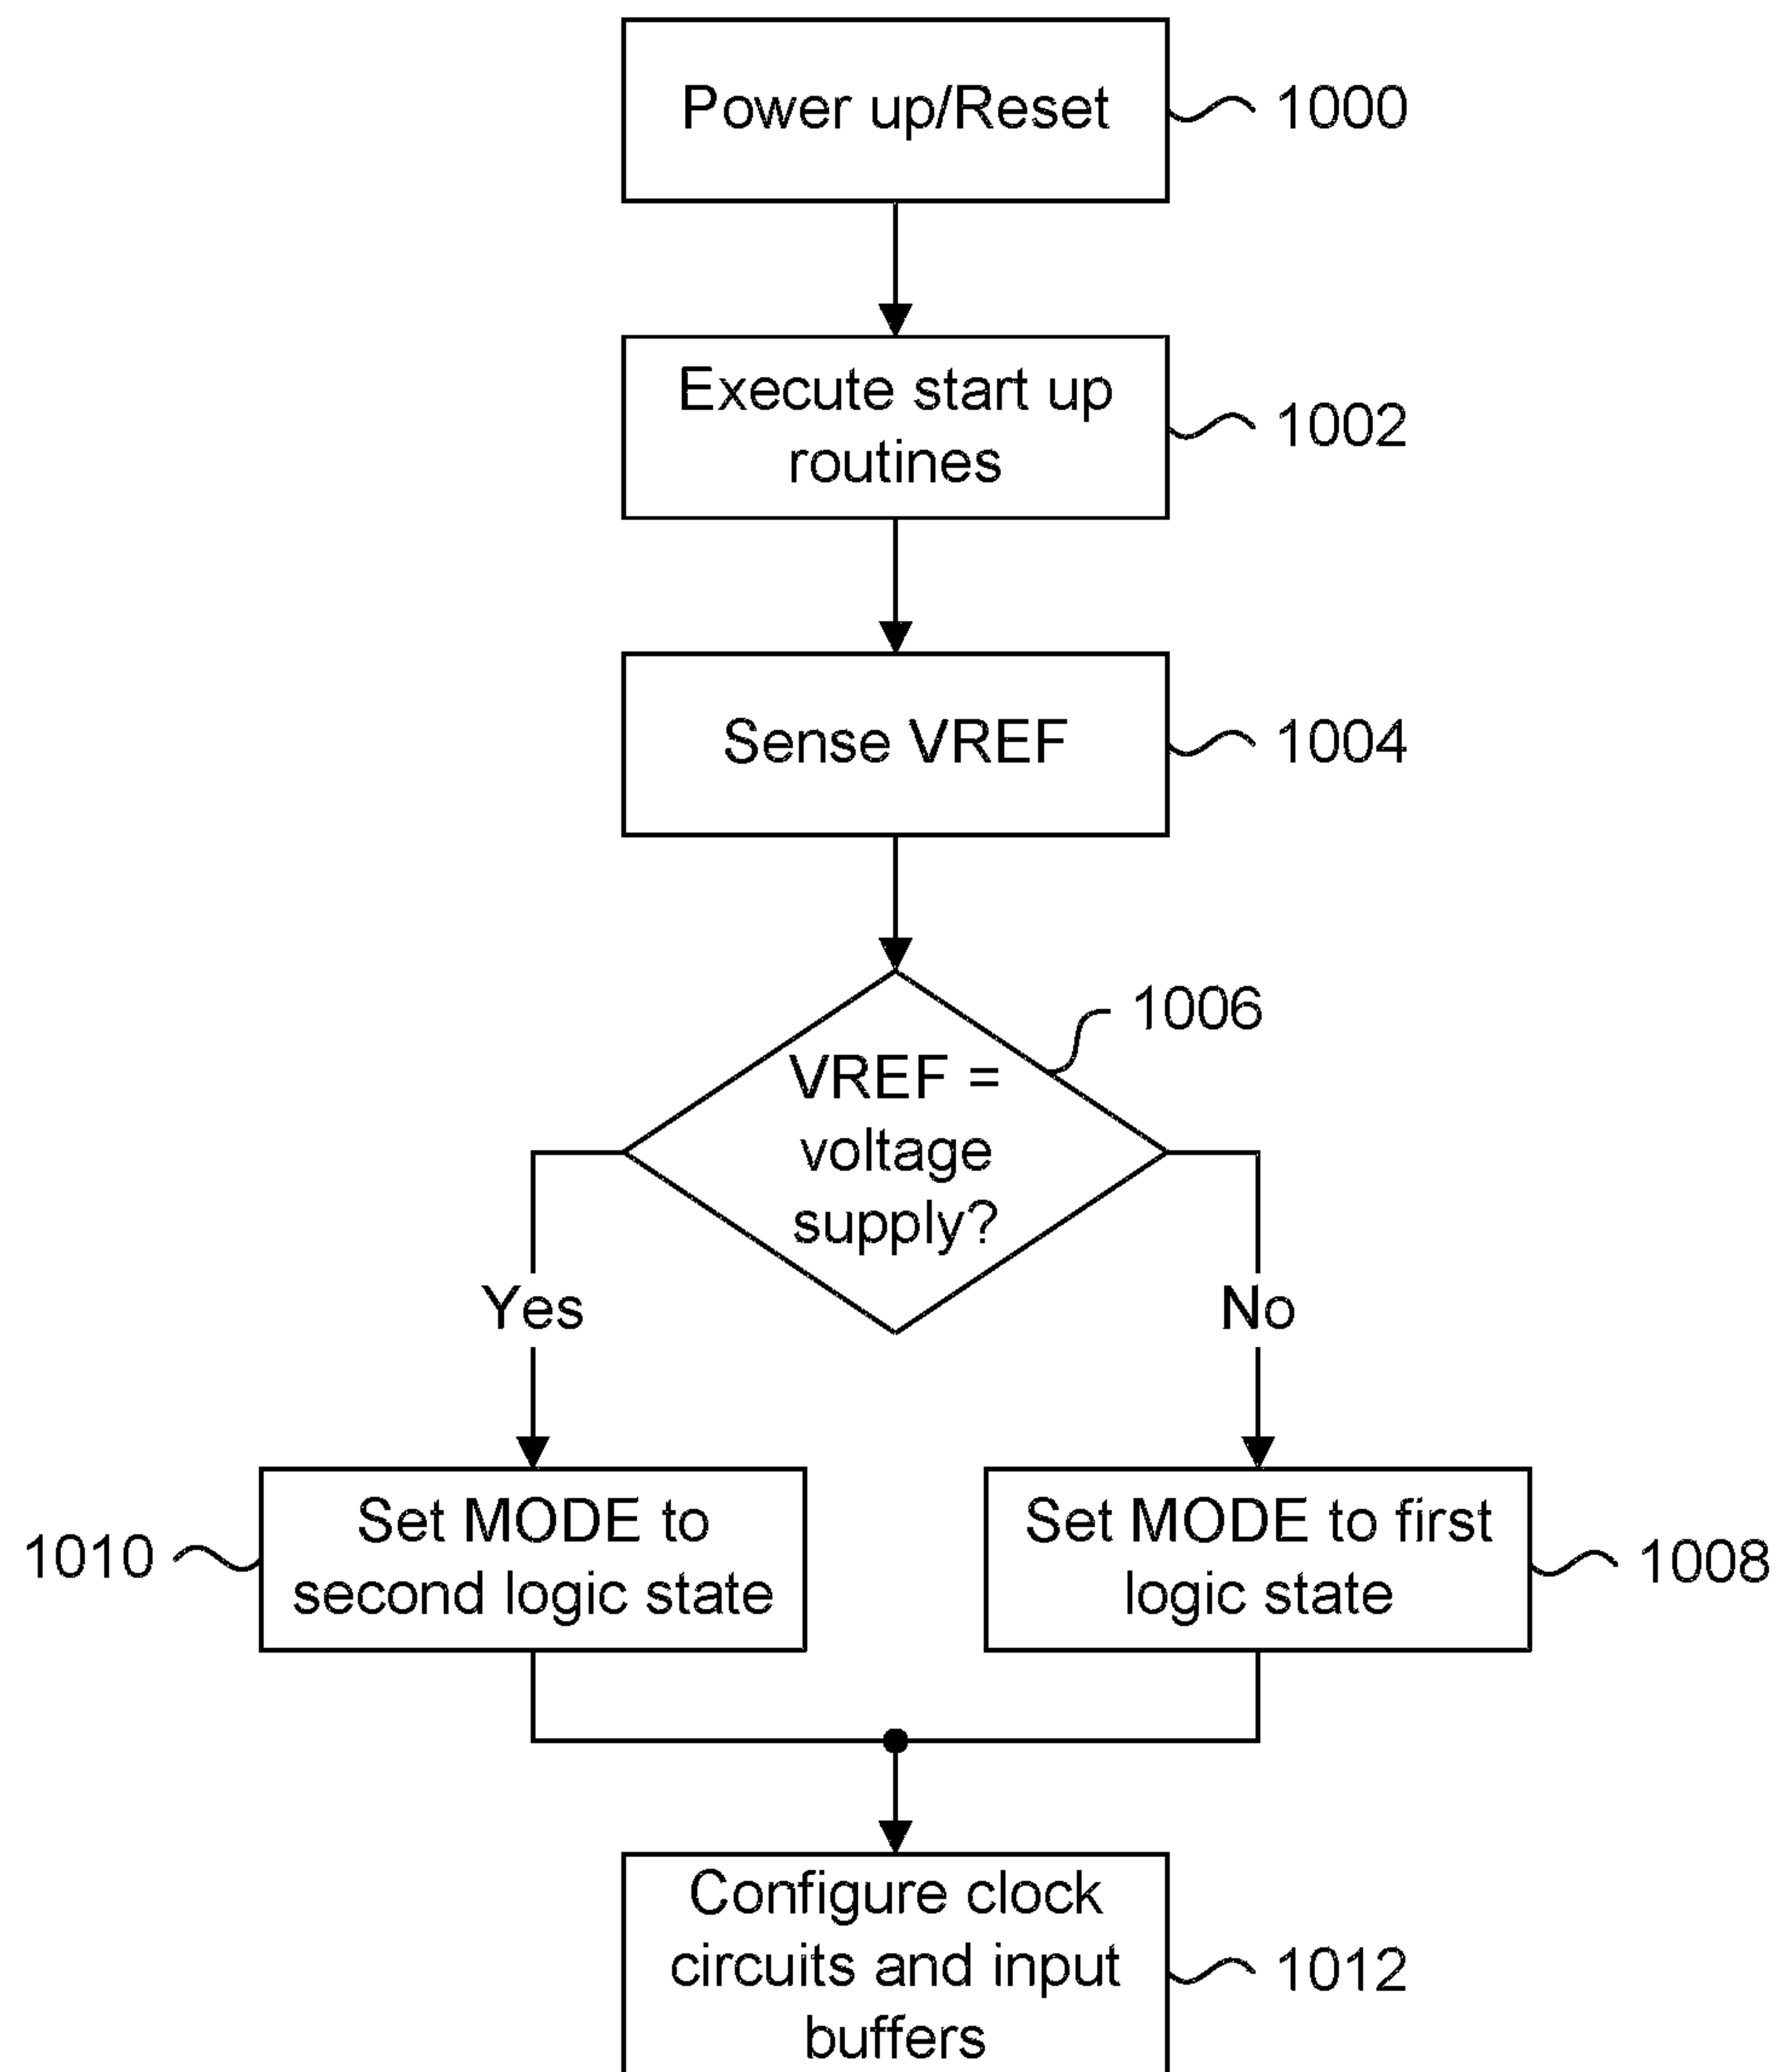 Power up/Reset
1000
Execute start up
routines
1002
Sense VREF
1004
1006
VREF =
voltage
supply?
Yes
No
Set MODE to
second logic state
1010
Set MODE to first
logic state
1008
Configure clock
circuits and input
buffers
1012